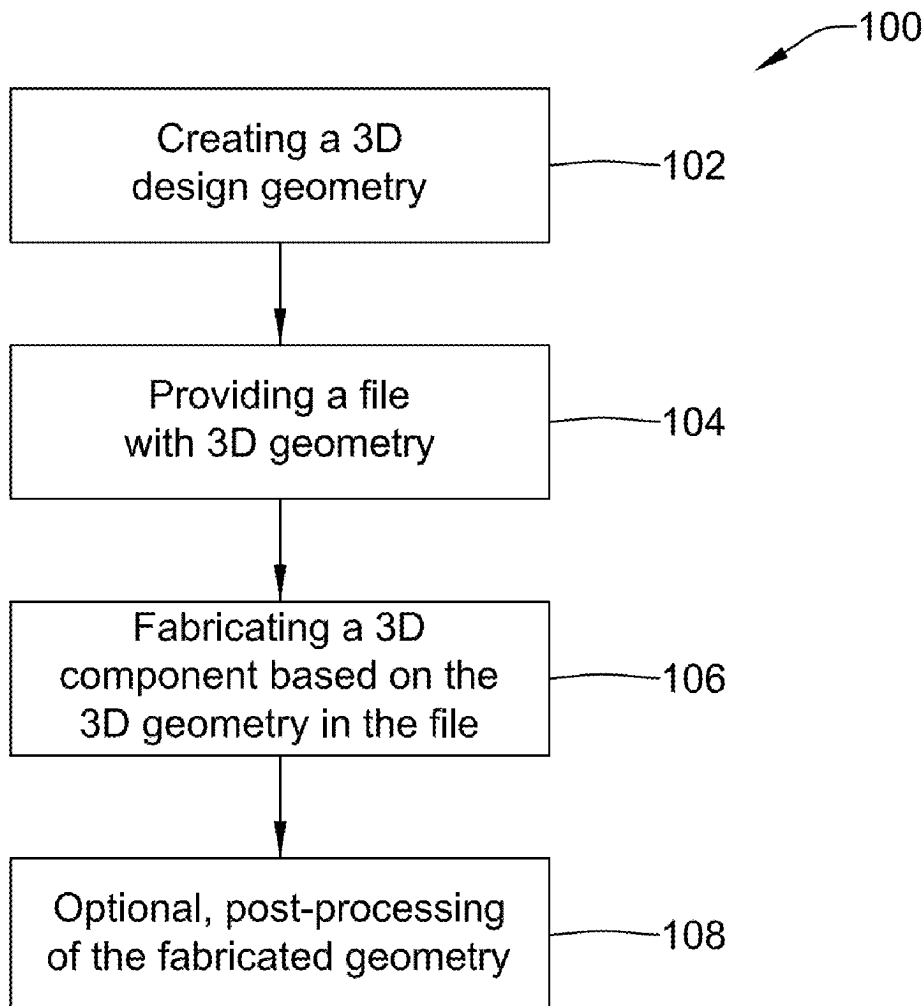 100
Creating a 3D
design geometry
102
Providing a file
with 3D geometry
104
Fabricating a 3D
component based on the
3D geometry in the file
106
Optional, post-processing
of the fabricated geometry
108